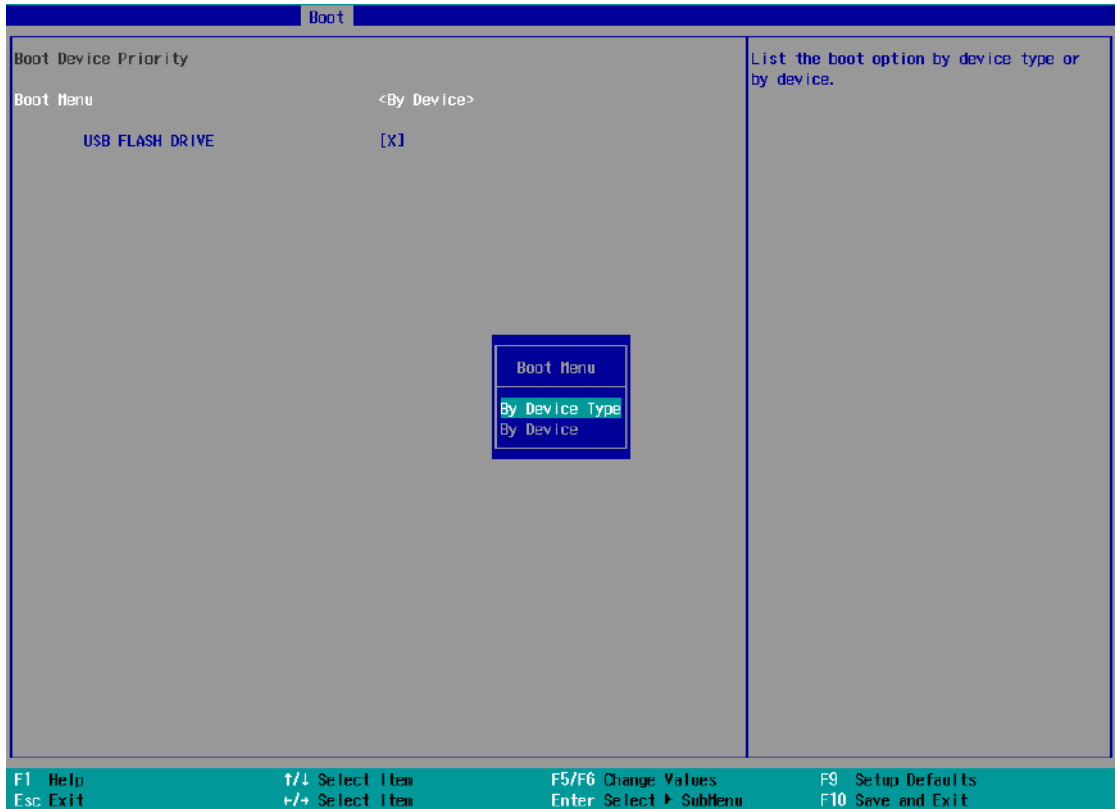 Boot
Boot Device Priority
Boot Menu <By Device>
USB FLASH DRIVE [X]
List the boot option by device type or
by device.
Boot Menu
By Device Type
By Device
F1 Help ↑/↓ Select Item F5/F6 Change Values F9 Setup Defaults
Esc Exit ←/→ Select Item Enter Select ▶ SubMenu F10 Save and Exit